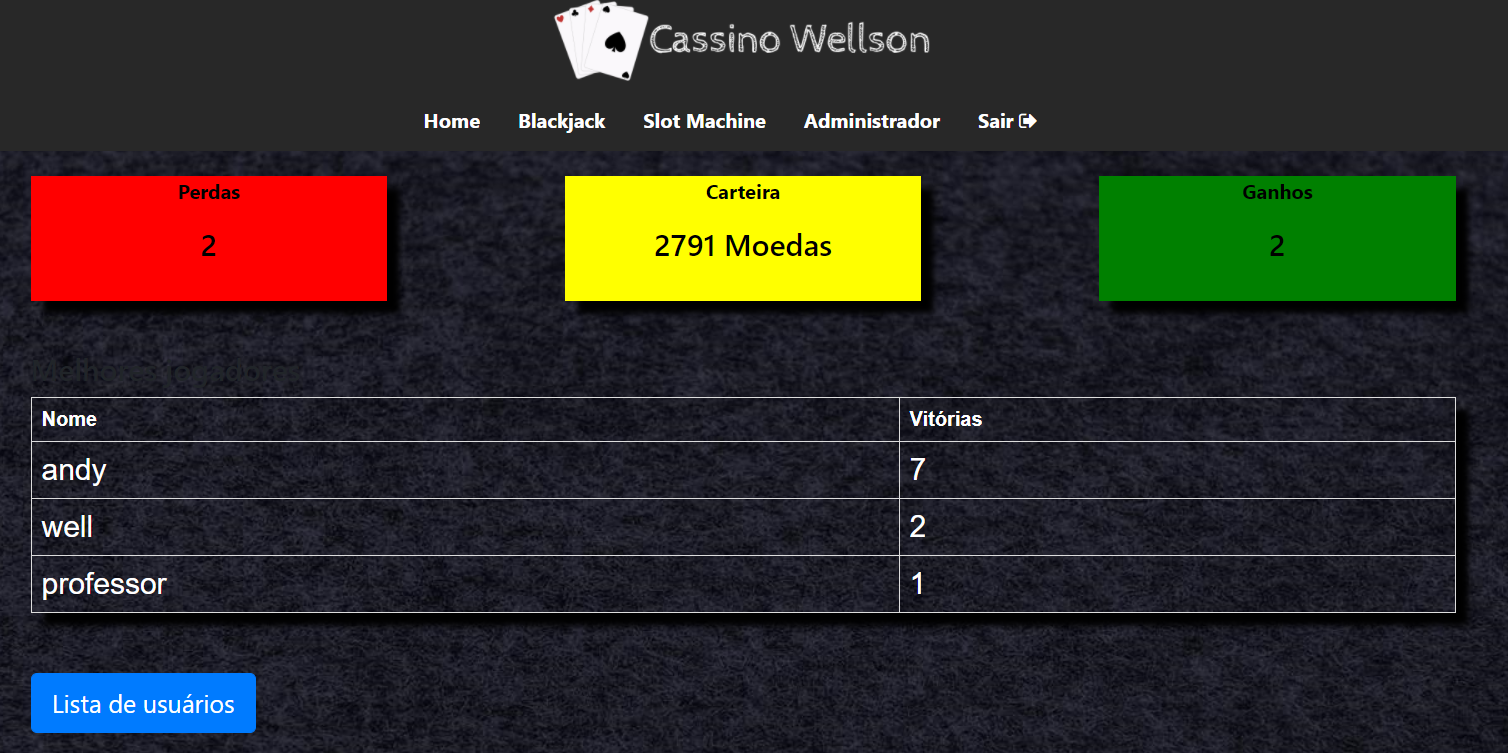 Cassino Wellson
Home Blackjack Slot Machine Administrador Sair
Perdas Carteira Ganhos
2 2791 Moedas 2
Nome Vitórias
andy 7
well 2
professor 1
Lista de usuários